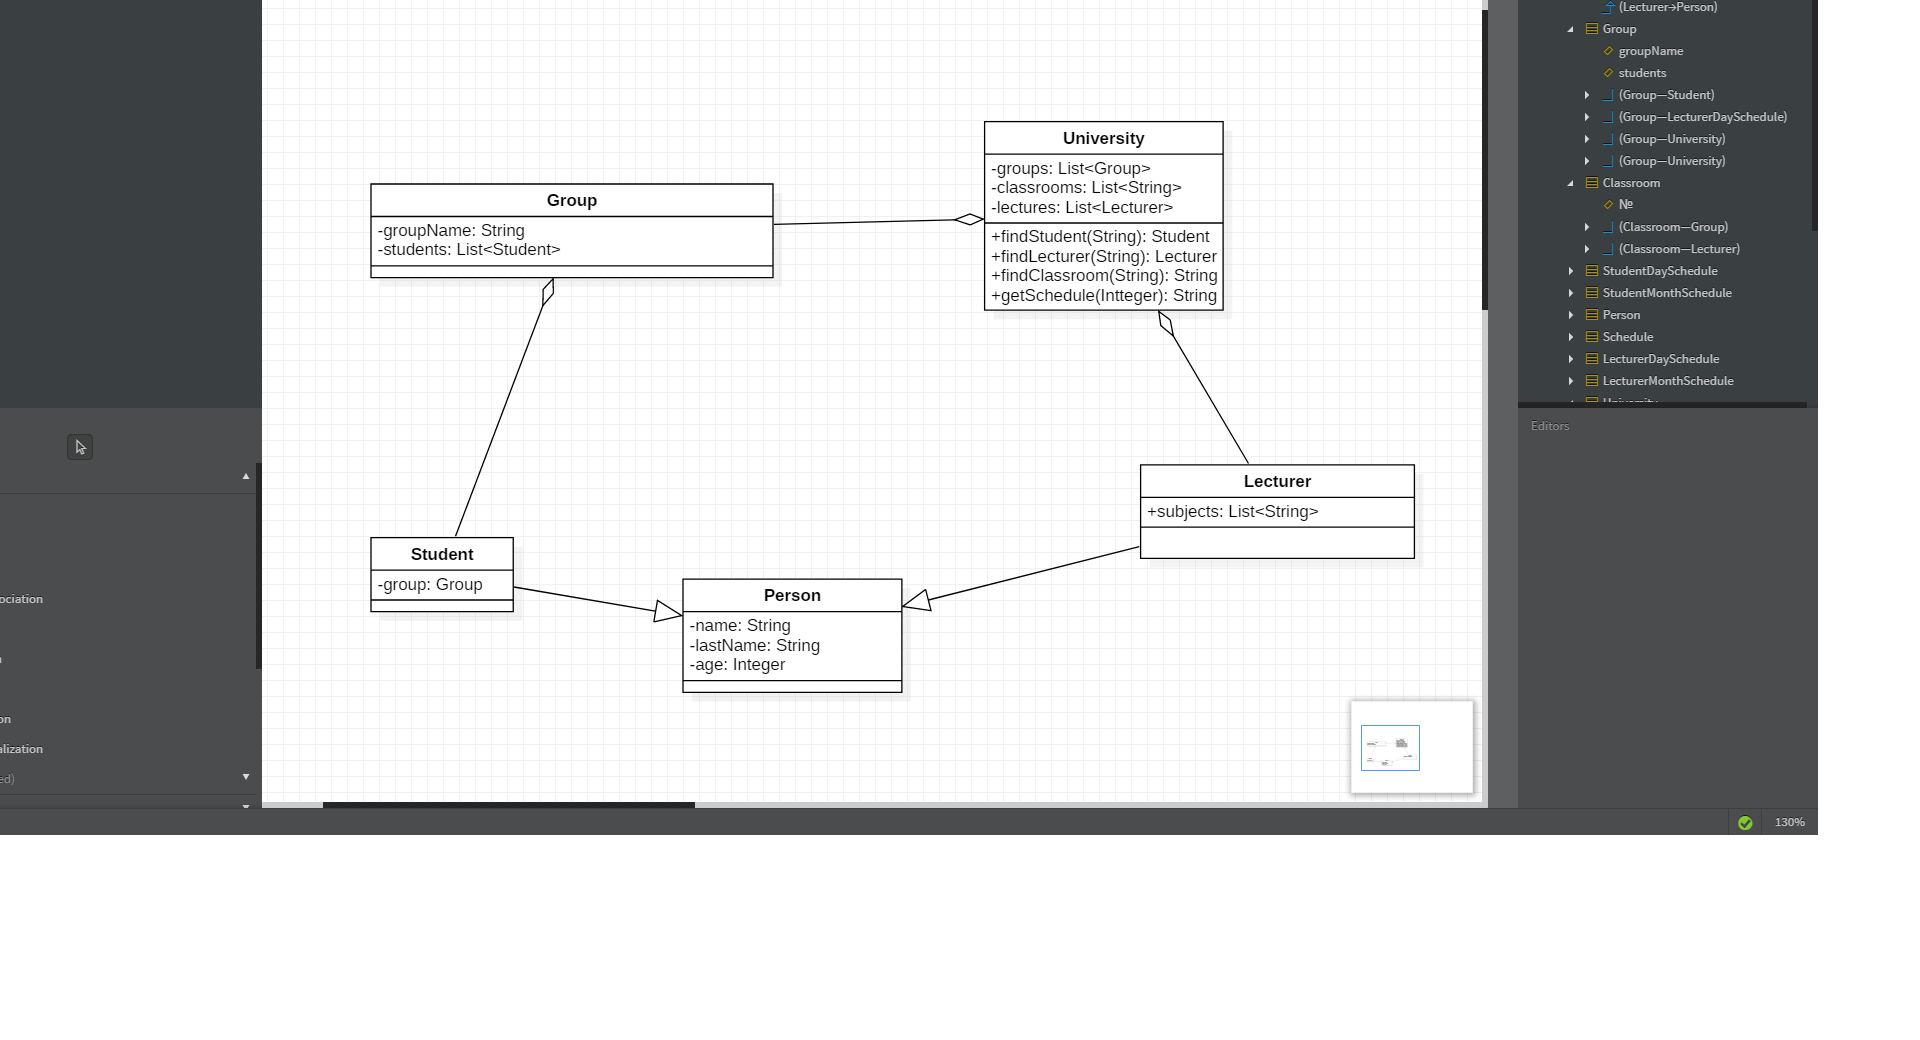 Group
-groupName: String
-students: List<Student>
University
-groups: List<Group>
-classrooms: List<String>
-lectures: List<Lecturer>
+findStudent(String): Student
+findLecturer(String): Lecturer
+findClassroom(String): String
+getSchedule(Intteger): String
Lecturer
+subjects: List<String>
Student
-group: Group
Person
-name: String
-lastName: String
-age: Integer
ociation
on
alization
ed)
(Lecturer→Person)
Group
groupName
students
(Group—Student)
(Group—LecturerDaySchedule)
(Group—University)
(Group—University)
Classroom
№
(Classroom—Group)
(Classroom—Lecturer)
StudentDaySchedule
StudentMonthSchedule
Person
Schedule
LecturerDaySchedule
LecturerMonthSchedule
University
Editors
130%